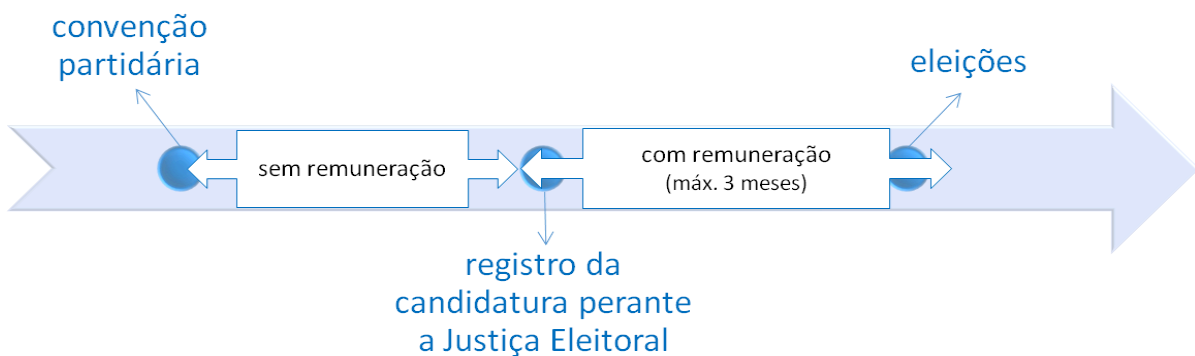 convenção
partidária
eleições
sem remuneração
com remuneração
(máx. 3 meses)
registro da
candidatura perante
a Justiça Eleitoral